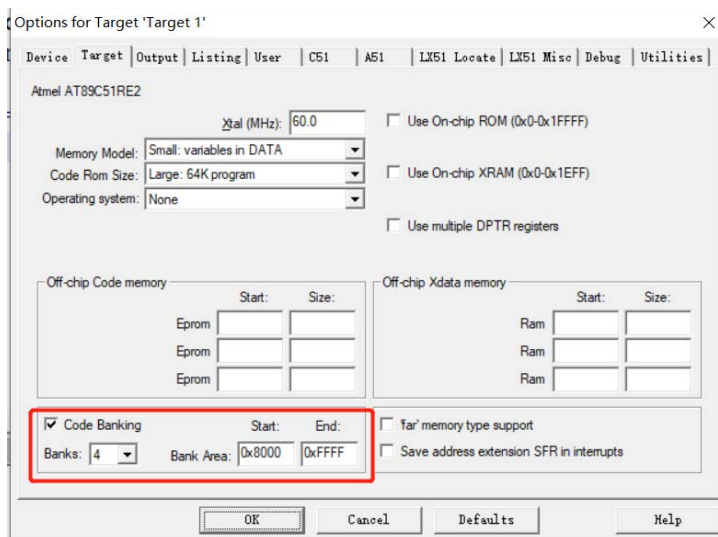 Options for Target 'Target 1'
Device Target Output Listing User C51 A51 LX51 Locate LX51 Misc Debug Utilities
Atmel AT89C51RE2
Xtal (MHz): 60.0
Use On-chip ROM (0x0-0x1FFFF)
Memory Model: Small: variables in DATA
Code Rom Size: Large: 64K program
Use On-chip XRAM (0x0-0x1EFF)
Operating system: None
Use multiple DPTR registers
Off-chip Code memory
Start: Size:
Eprom
Eprom
Eprom
Off-chip Xdata memory
Start: Size:
Ram
Ram
Ram
Code Banking Start: End:
Banks: 4 Bank Area: 0x8000 0xFFFF
'far' memory type support
Save address extension SFR in interrupts
OK Cancel Defaults Help